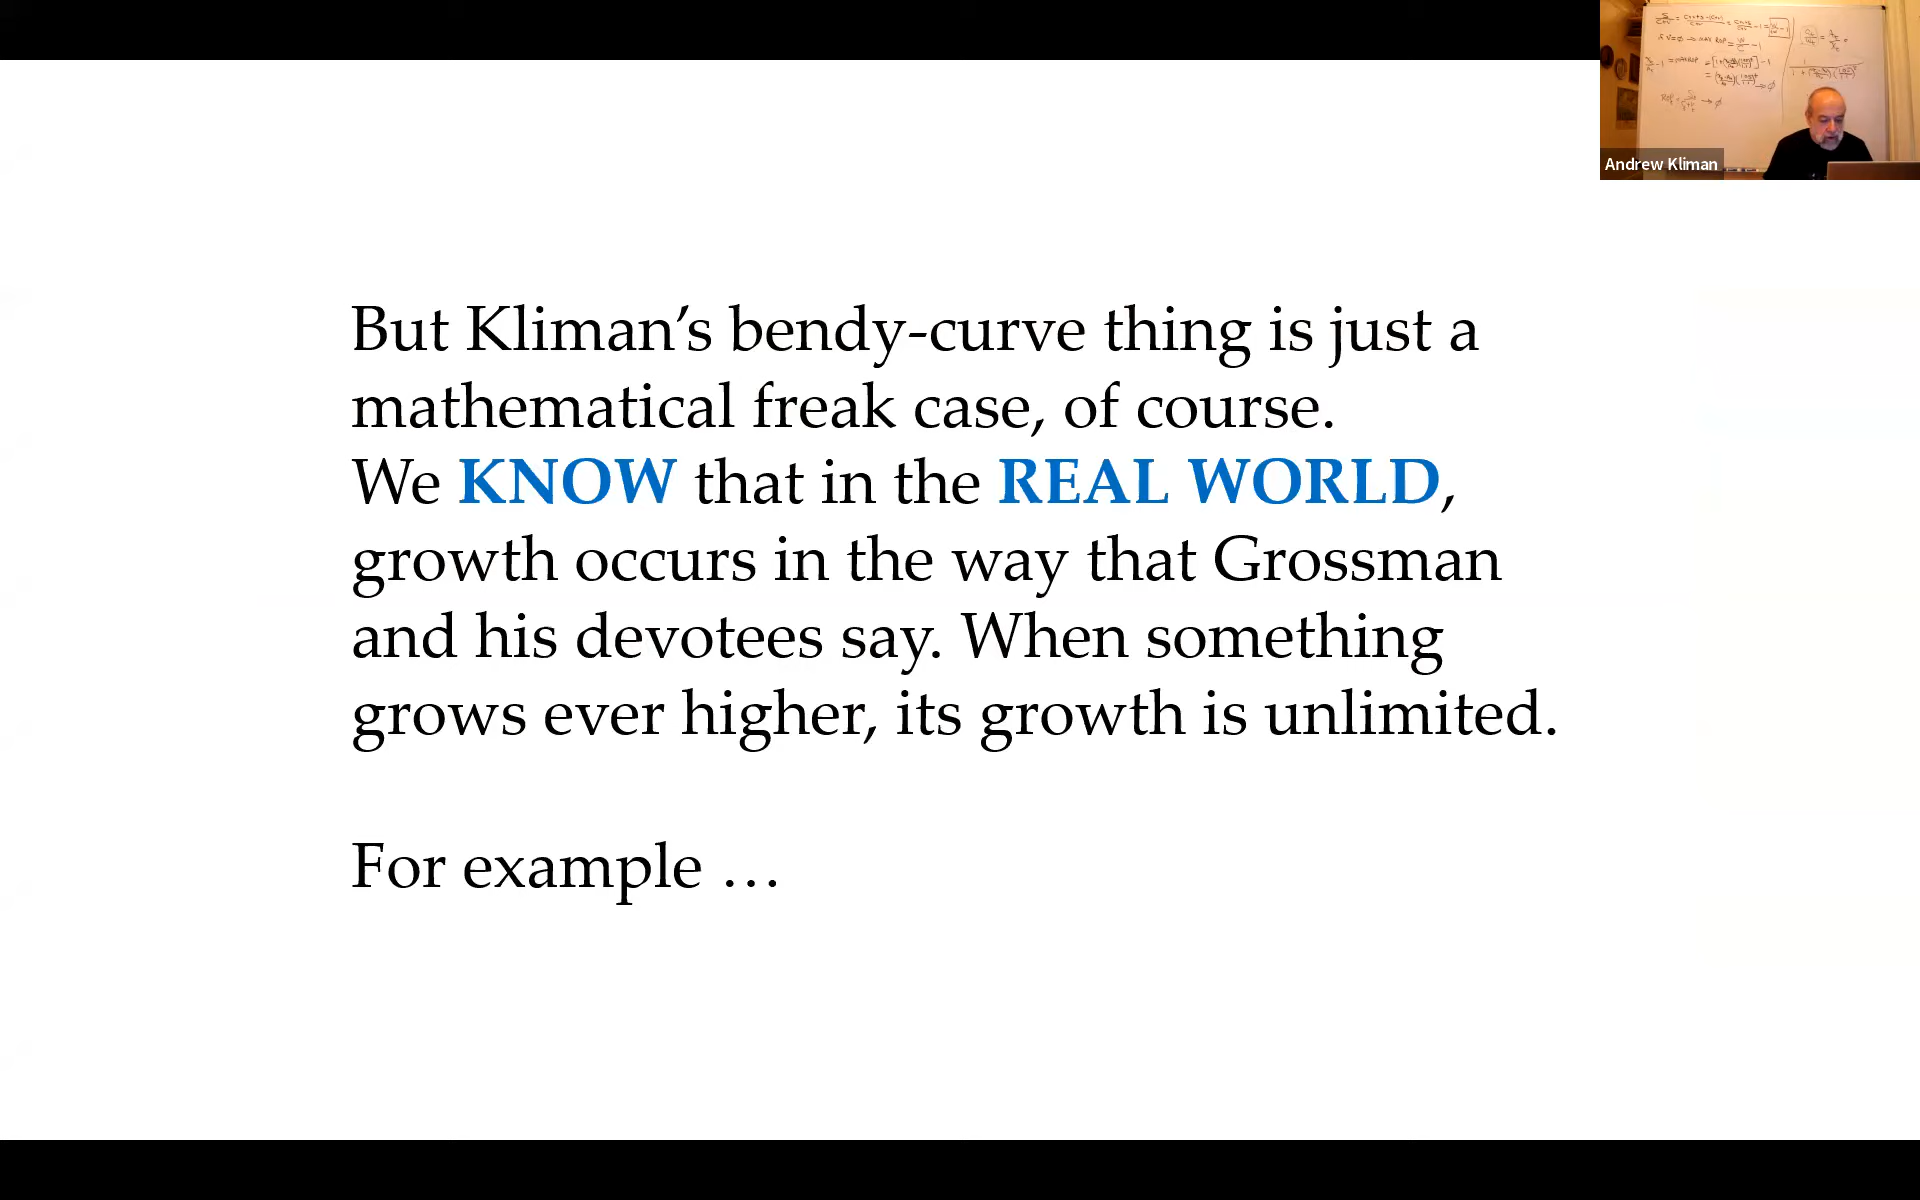 But Kliman’s bendy-curve thing is just a
mathematical freak case, of course.
We KNOW that in the REAL WORLD,
growth occurs in the way that Grossman
and his devotees say. When something
grows ever higher, its growth is unlimited.
For example …
Andrew Kliman